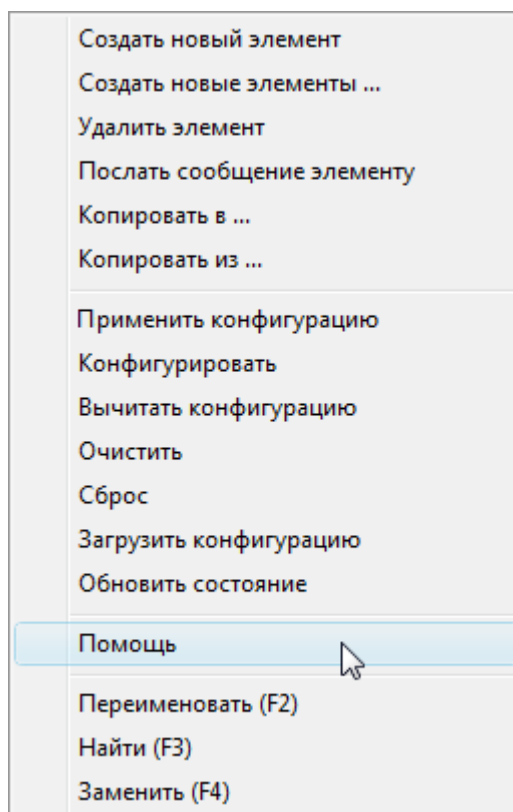 Создать новый элемент
Создать новые элементы ...
Удалить элемент
Послать сообщение элементу
Копировать в ...
Копировать из ...
Применить конфигурацию
Конфигурировать
Вычитать конфигурацию
Очистить
Сброс
Загрузить конфигурацию
Обновить состояние
Помощь
Переименовать (F2)
Найти (F3)
Заменить (F4)